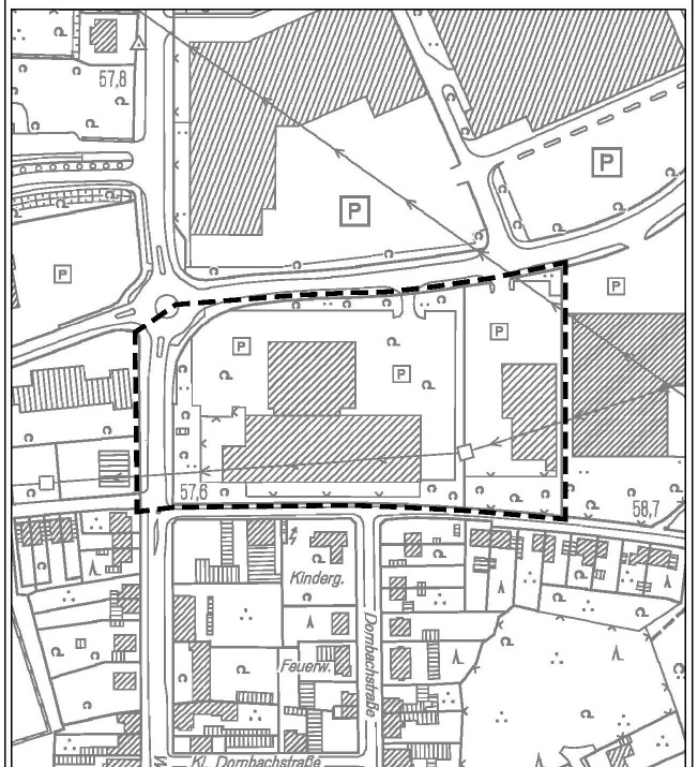 57,8
P
P
P
P
P
P
P
57,6
58,7
Kinderg.
Feuerw.
Dornbachstraße
Kl. Dornbachstraße